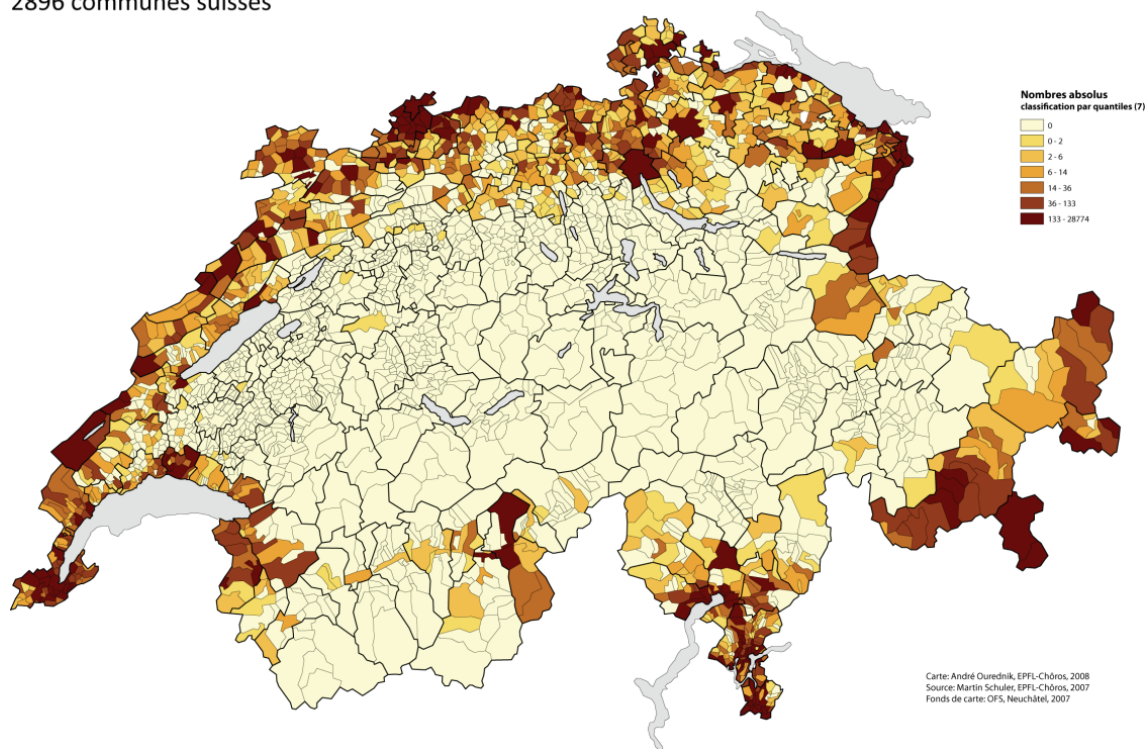 2896 communes suisses
Nombres absolus
classification par quantiles (7)
0
0 - 2
2 - 6
6 - 14
14 - 36
36 - 133
133 - 28774
Carte: André Ourednik, EPFL-Chôros, 2008
Source: Martin Schuler, EPFL-Chôros, 2007
Fonds de carte: OFS, Neuchâtel, 2007